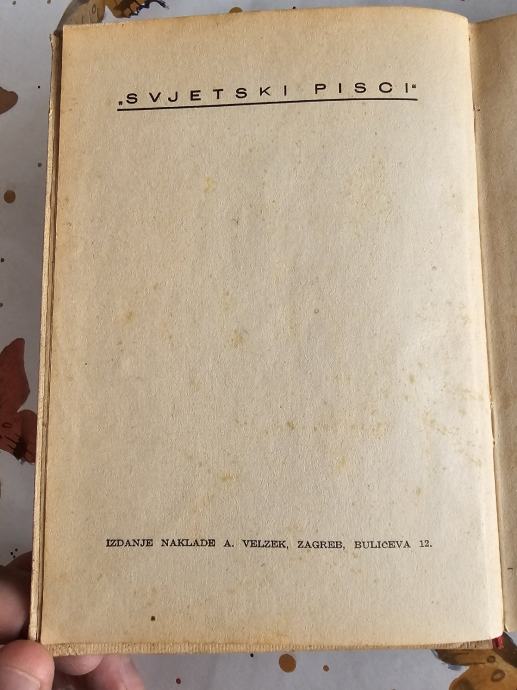 „SVJETSKI PISCI“
IZDANJE NAKLADE A. VELZEK, ZAGREB, BULIćEVA 12.